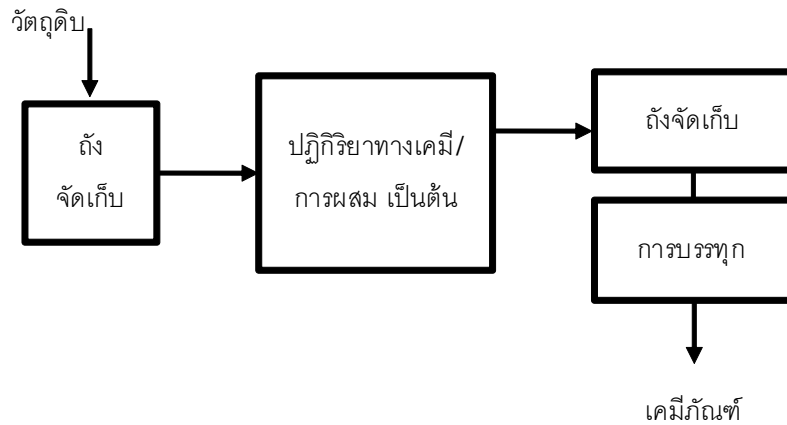 วัตถุดิบ
ถัง
จัดเก็บ
ปฏิกิริยาทางเคมี/
การผสม เป็นต้น
ถังจัดเก็บ
การบรรทุก
เคมีภัณฑ์